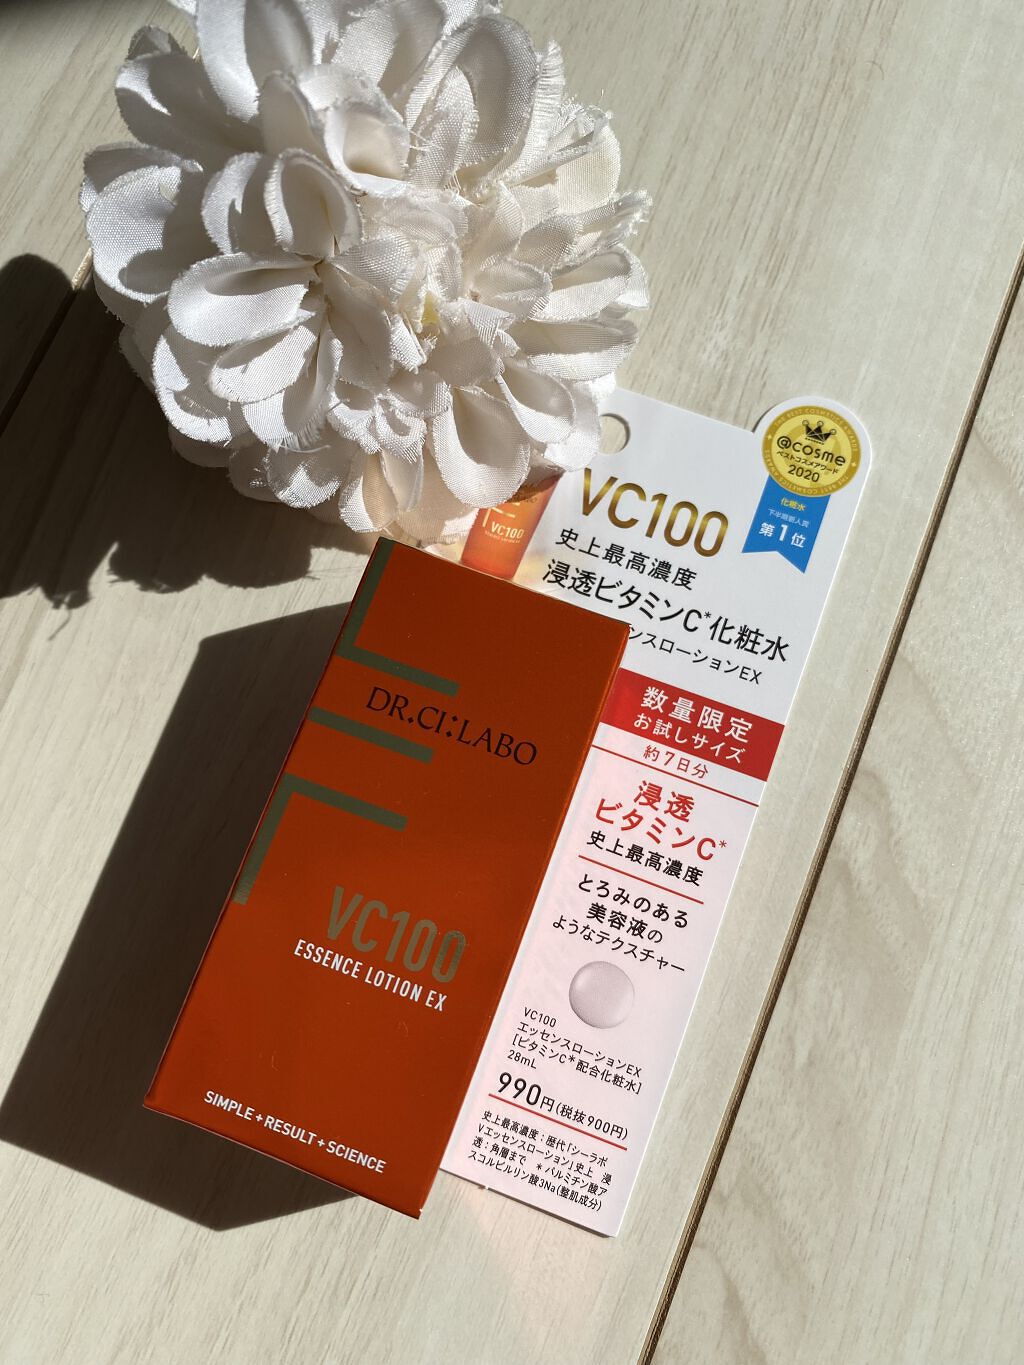 @cosme
ベストコスメアワード
2020
化粧水
下半期新人賞
第1位
VC100
VC100
史上最高濃度
浸透ビタミンC*化粧水
ンスローションEX
数量限定
お試しサイズ
約7日分
浸透
ビタミンC*
史上最高濃度
とろみのある
美容液の
ようなテクスチャー
VC100
エッセンスローションEX
[ビタミンC*配合化粧水]
28mL
990円(税抜900円)
史上最高濃度:歴代「シーラボ
Vエッセンスローション」史上 浸
透:角層まで *パルミチン酸ア
スコルビルリン酸3Na(整肌成分)
DR.CI:LABO
VC100
ESSENCE LOTION EX
SIMPLE+RESULT+SCIENCE